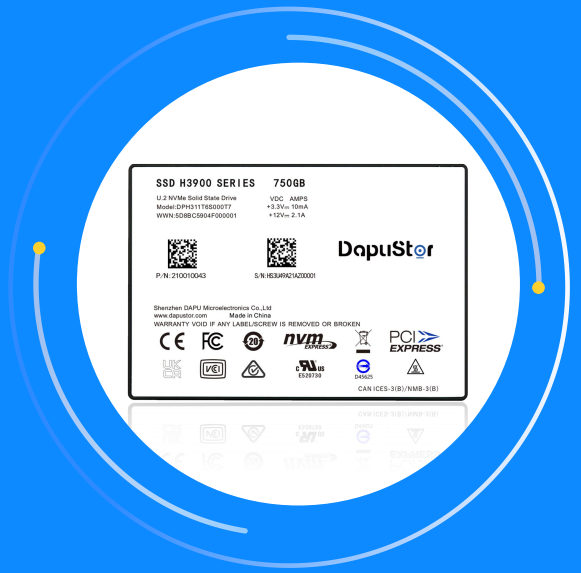 SSD H3900 SERIES 750GB
U.2 NVMe Solid State Drive VDC AMPS
Model:DPH311T6S000T7 +3.3V⎓ 10mA
WWN:5D8BC5904F000001 +12V⎓ 2.1A
DapuStor
P/N:210010043 S/N:HS3U49A21AZ00001
Shenzhen DAPU Microelectronics Co.,Ltd
www.dapustor.com Made in China
WARRANTY VOID IF ANY LABEL/SCREW IS REMOVED OR BROKEN
CE FC 20 nvm EXPRESS PCI EXPRESS
UK CA VCI c RU US E520730 D45625
CAN ICES-3(B)/NMB-3(B)